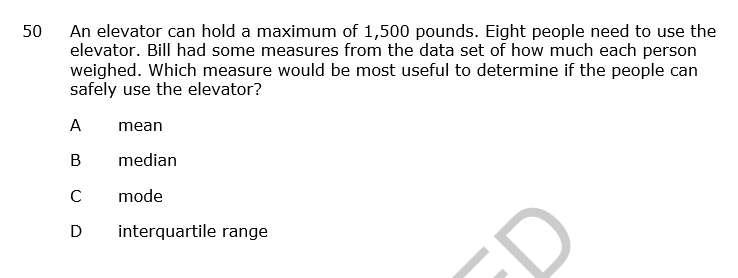 50 An elevator can hold a maximum of 1,500 pounds. Eight people need to use the
elevator. Bill had some measures from the data set of how much each person
weighed. Which measure would be most useful to determine if the people can
safely use the elevator?
A mean
B median
C mode
D interquartile range
ED